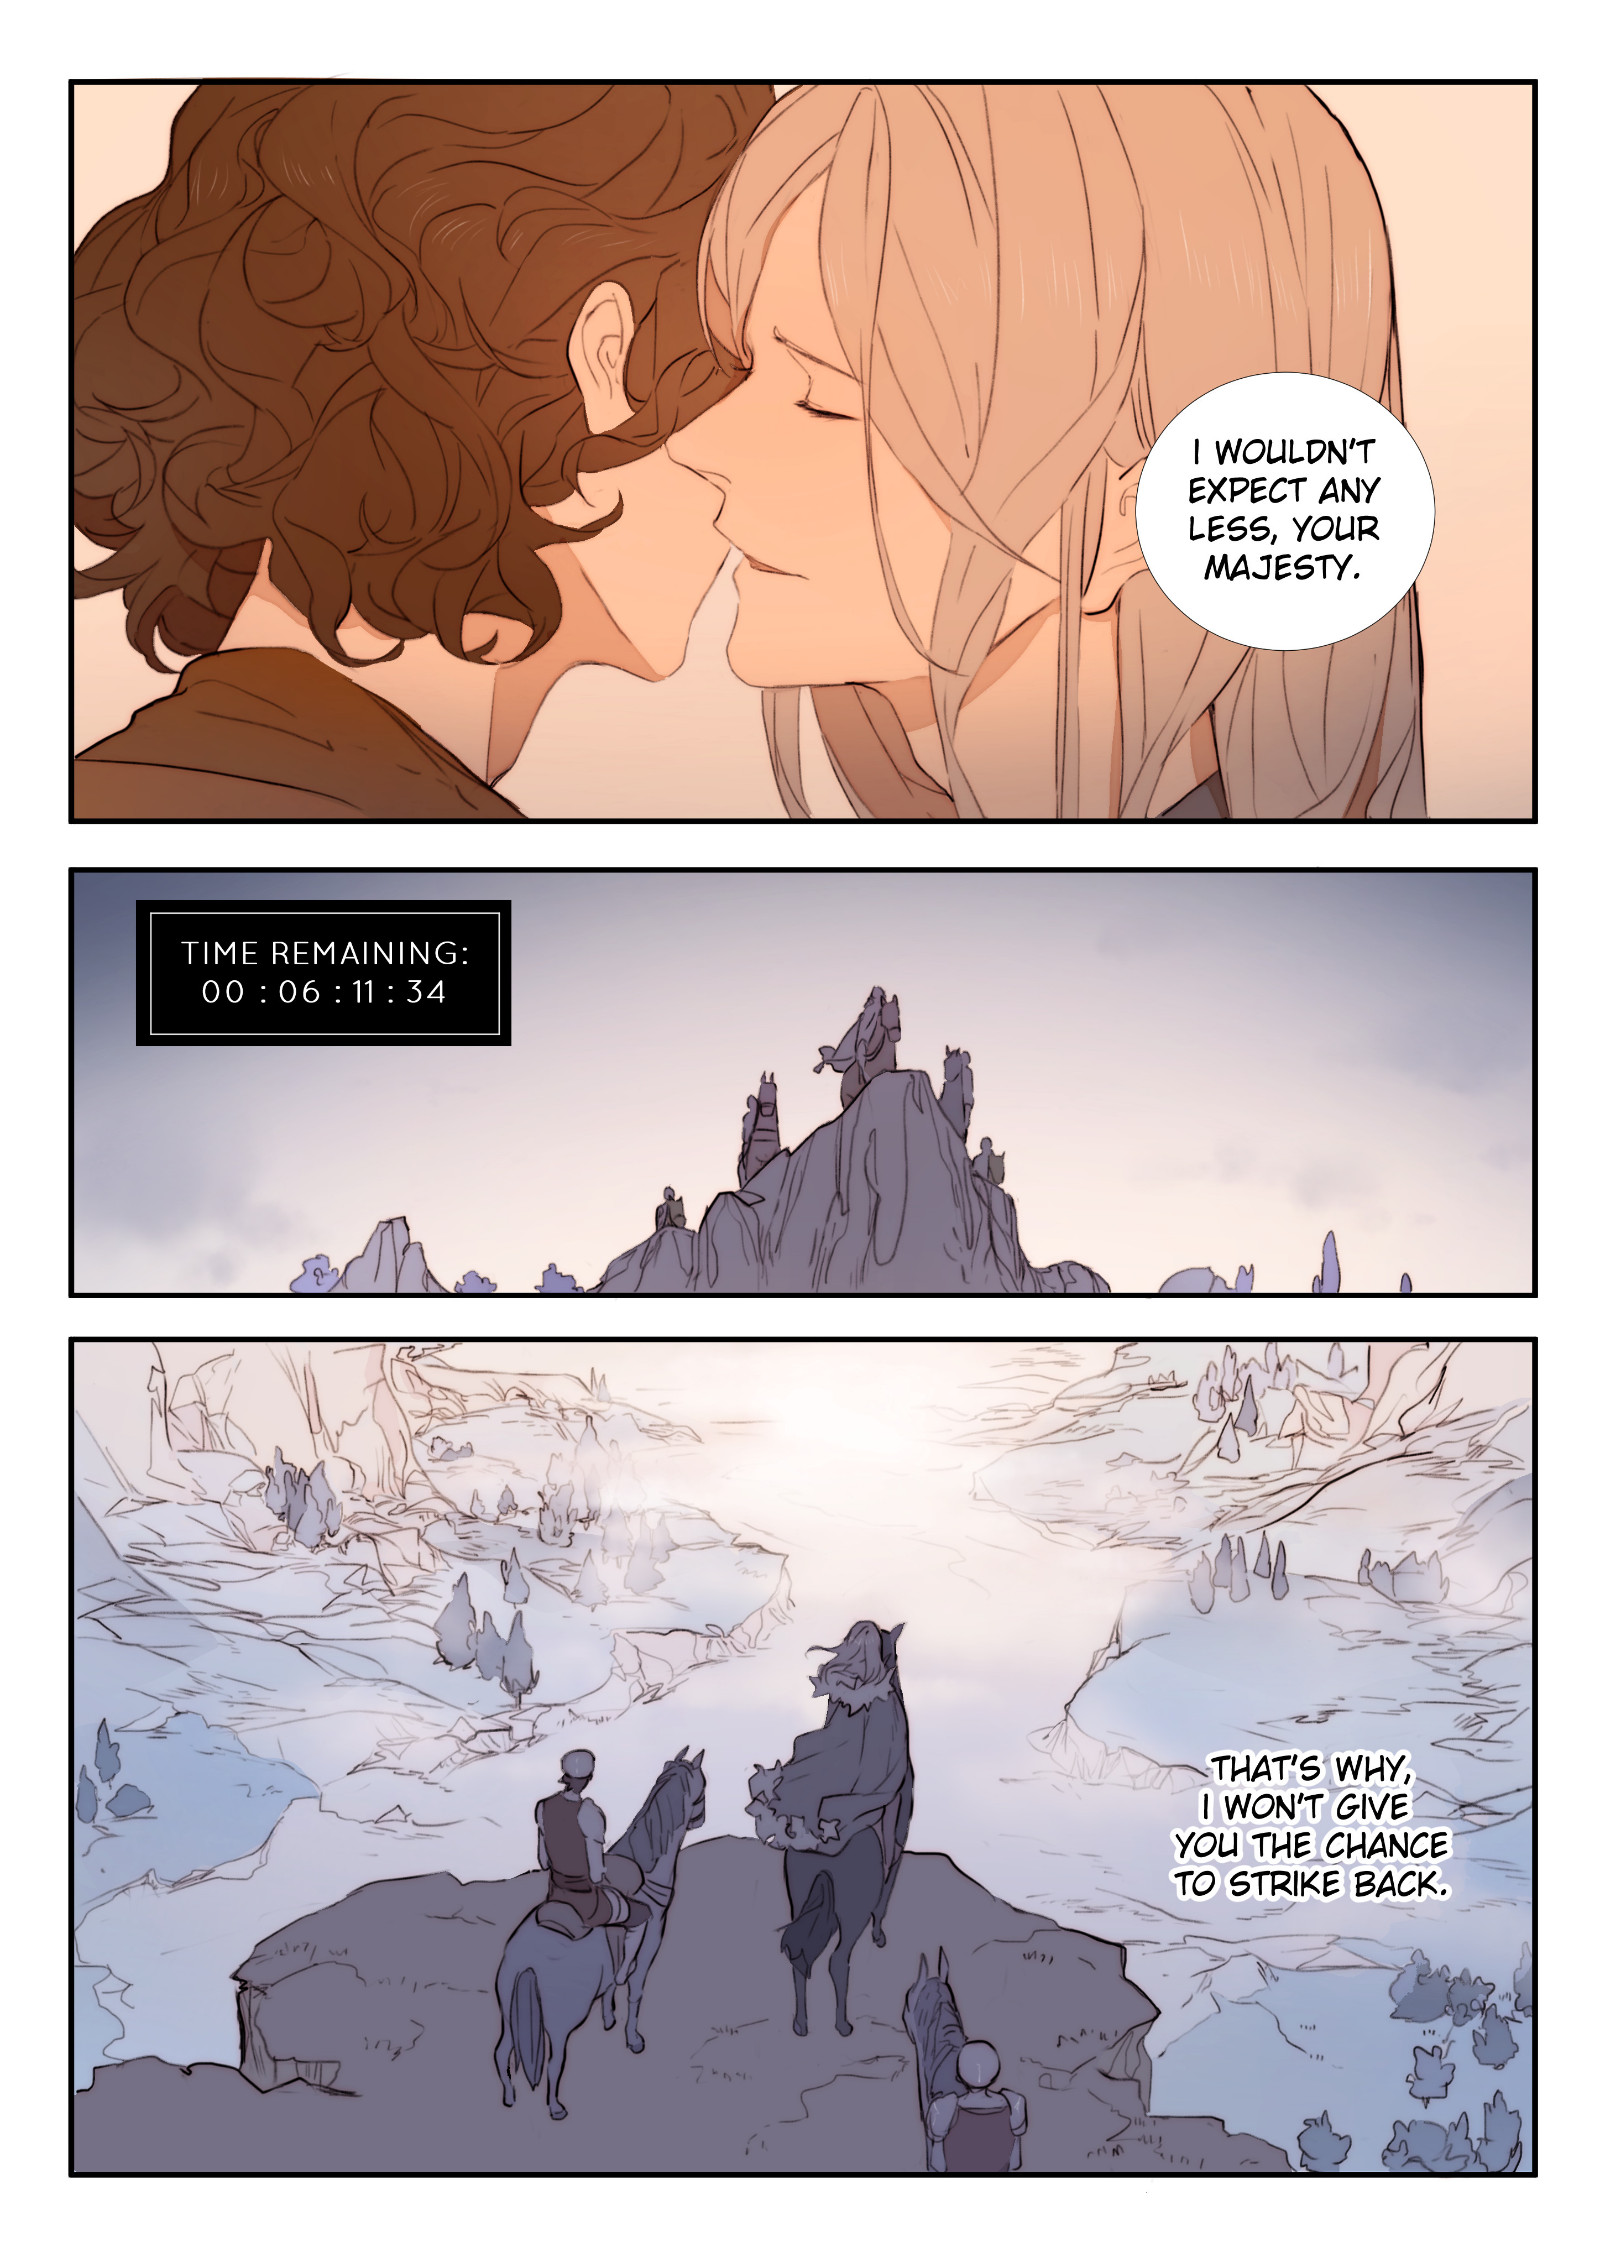 I WOULDN'T
EXPECT ANY
LESS, YOUR
MAJESTY.
TIME REMAINING:
00 : 06 : 11 : 34
THAT'S WHY,
I WON'T GIVE
YOU THE CHANCE
TO STRIKE BACK.